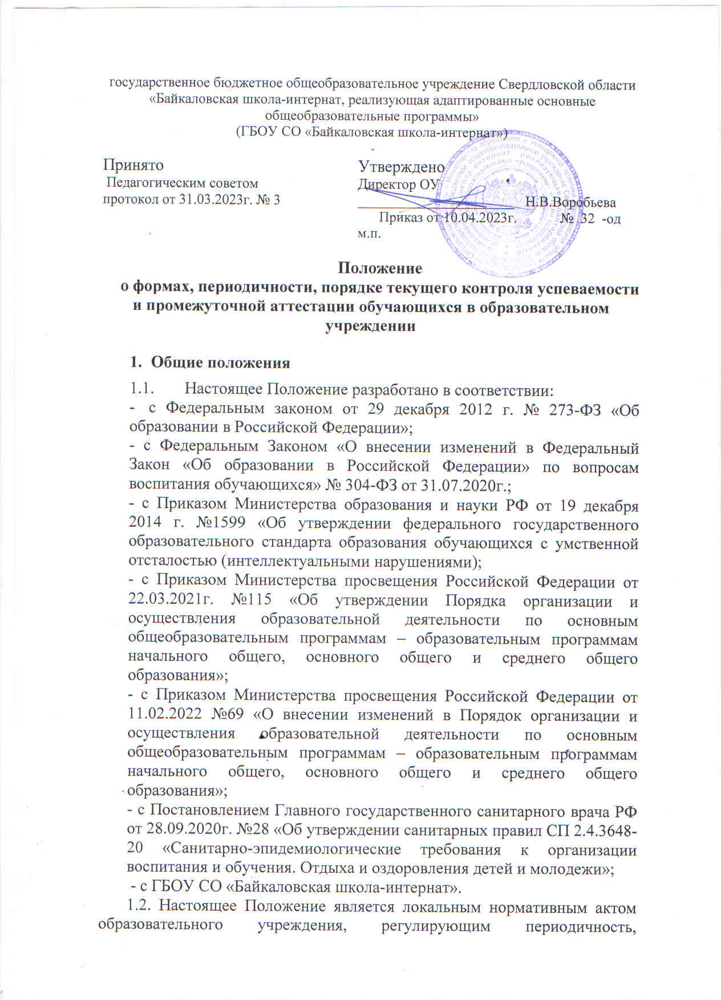 государственное бюджетное общеобразовательное учреждение Свердловской области
«Байкаловская школа-интернат, реализующая адаптированные основные
общеобразовательные программы»
(ГБОУ СО «Байкаловская школа-интернат»)
Принято
Педагогическим советом
протокол от 31.03.2023г. № 3
Утверждено
Директор ОУ
Н.В.Воробьева
Приказ от 10.04.2023г. № 32 -од
м.п.
Положение
о формах, периодичности, порядке текущего контроля успеваемости
и промежуточной аттестации обучающихся в образовательном
учреждении
1. Общие положения
1.1. Настоящее Положение разработано в соответствии:
- с Федеральным законом от 29 декабря 2012 г. № 273-ФЗ «Об
образовании в Российской Федерации»;
- с Федеральным Законом «О внесении изменений в Федеральный
Закон «Об образовании в Российской Федерации» по вопросам
воспитания обучающихся» № 304-ФЗ от 31.07.2020г.;
- с Приказом Министерства образования и науки РФ от 19 декабря
2014 г. №1599 «Об утверждении федерального государственного
образовательного стандарта образования обучающихся с умственной
отсталостью (интеллектуальными нарушениями);
- с Приказом Министерства просвещения Российской Федерации от
22.03.2021г. №115 «Об утверждении Порядка организации и
осуществления образовательной деятельности по основным
общеобразовательным программам – образовательным программам
начального общего, основного общего и среднего общего
образования»;
- с Приказом Министерства просвещения Российской Федерации от
11.02.2022 №69 «О внесении изменений в Порядок организации и
осуществления образовательной деятельности по основным
общеобразовательным программам – образовательным программам
начального общего, основного общего и среднего общего
образования»;
- с Постановлением Главного государственного санитарного врача РФ
от 28.09.2020г. №28 «Об утверждении санитарных правил СП 2.4.3648-
20 «Санитарно-эпидемиологические требования к организации
воспитания и обучения. Отдыха и оздоровления детей и молодежи»;
- с ГБОУ СО «Байкаловская школа-интернат».
1.2. Настоящее Положение является локальным нормативным актом
образовательного учреждения, регулирующим периодичность,